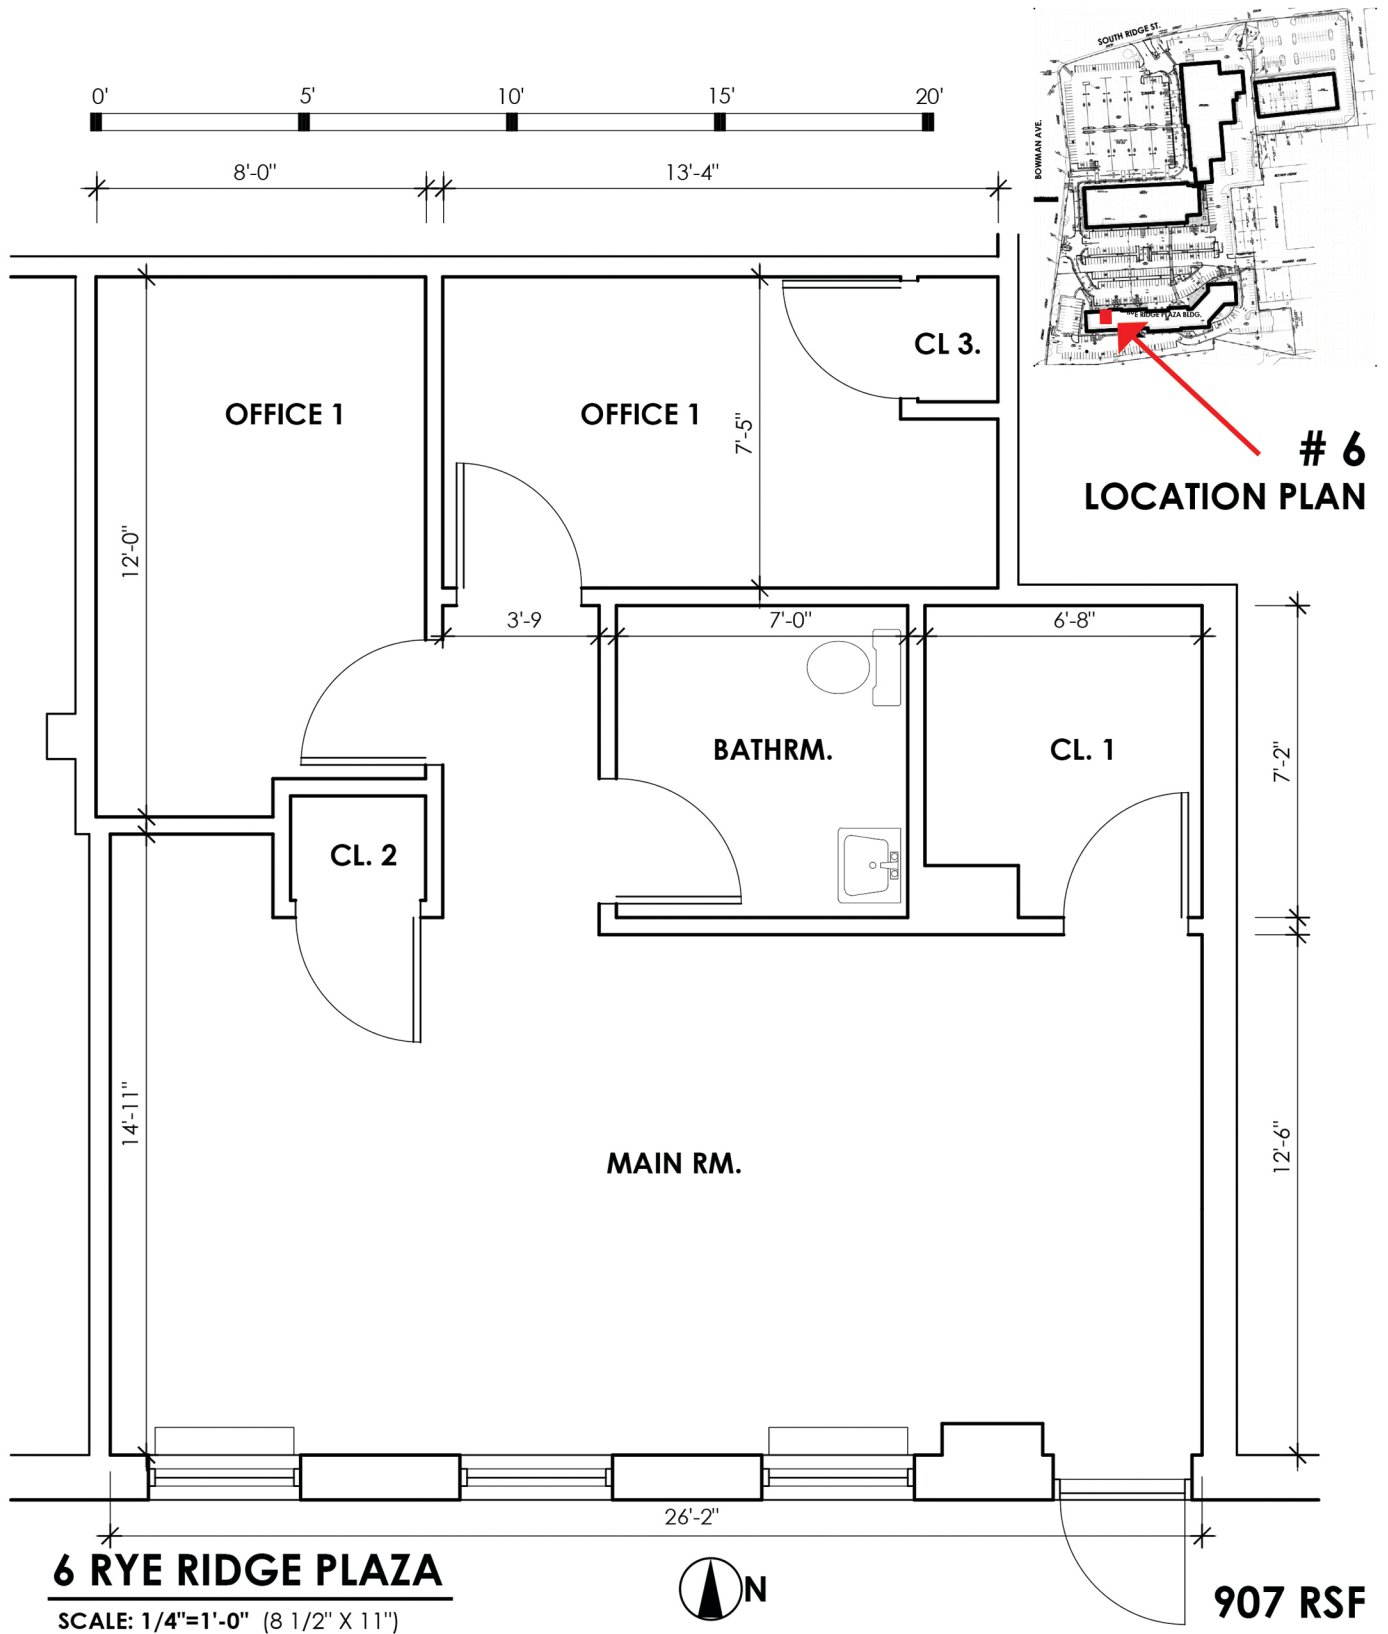 SOUTH RIDGE ST.
BOWMAN AVE.
RYE RIDGE PLAZA BLDG.
0' 5' 10' 15' 20'
8'-0" 13'-4"
CL 3.
OFFICE 1 OFFICE 1
7'-5"
# 6
LOCATION PLAN
12'-0"
3'-9 7'-0" 6'-8"
BATHRM. CL. 1
7'-2"
CL. 2
14'-11"
12'-6"
MAIN RM.
26'-2"
6 RYE RIDGE PLAZA
N
907 RSF
SCALE: 1/4"=1'-0" (8 1/2" X 11")